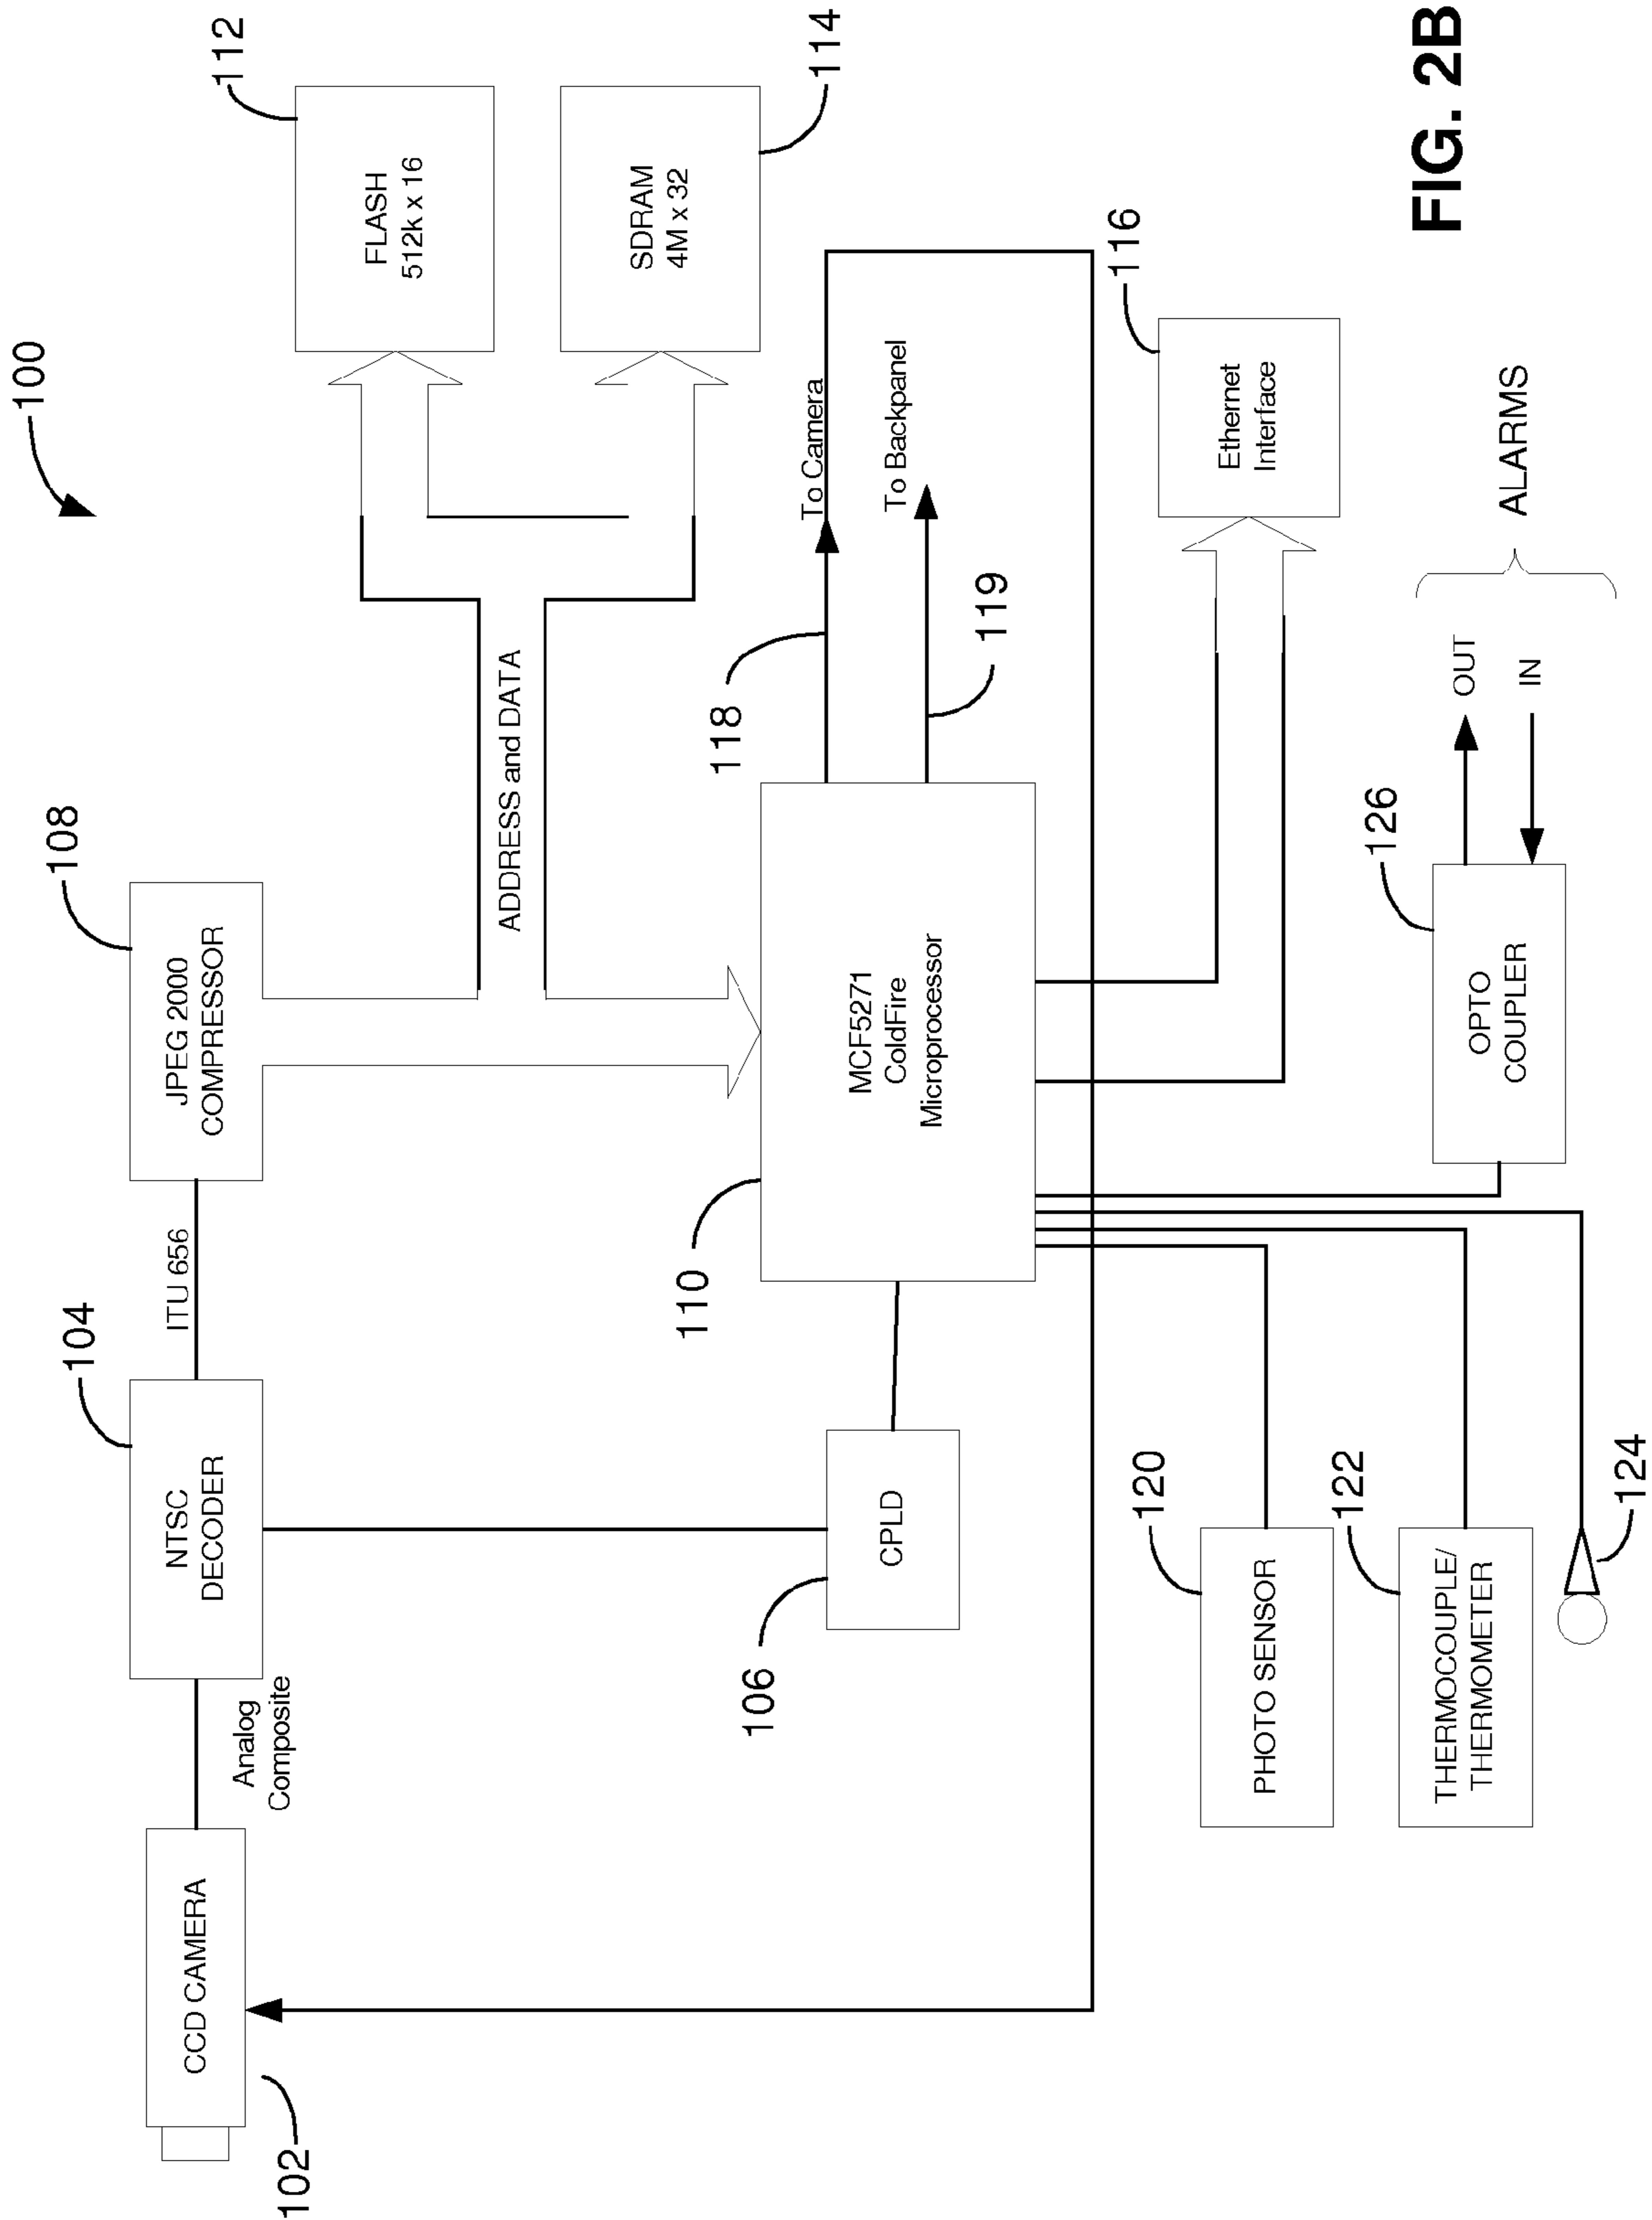 100
102
CCD CAMERA
Analog
Composite
104
NTSC
DECODER
ITU 656
108
JPEG 2000
COMPRESSOR
112
FLASH
512k x 16
ADDRESS and DATA
SDRAM
4M x 32
114
106
CPLD
110
MCF5271
ColdFire
Microprocessor
118
To Camera
To Backpanel
119
116
Ethernet
Interface
120
PHOTO SENSOR
122
THERMOCOUPLE/
THERMOMETER
124
126
OPTO
COUPLER
OUT
IN
ALARMS
FIG. 2B